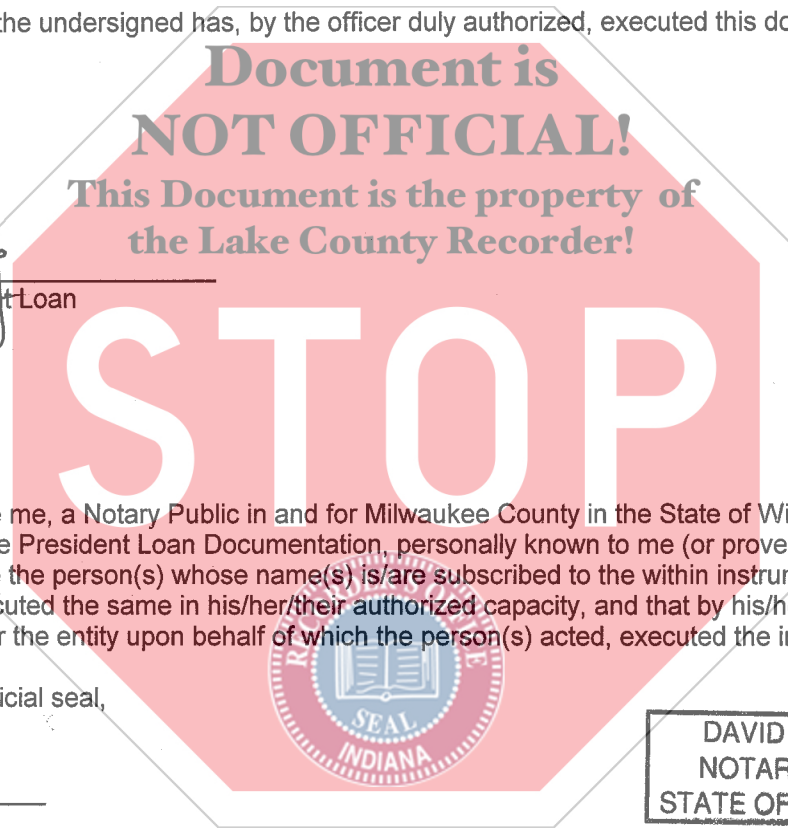 the undersigned has, by the officer duly authorized, executed this do
Document is
NOT OFFICIAL!
This Document is the property of
the Lake County Recorder!
t Loan
STOP
me, a Notary Public in and for Milwaukee County in the State of Wi
e President Loan Documentation, personally known to me (or prove
the person(s) whose name(s) is/are subscribed to the within instrur
cuted the same in his/her/their authorized capacity, and that by his/h
r the entity upon behalf of which the person(s) acted, executed the i
icial seal,
RECORDER'S OFFICE
SEAL
INDIANA
DAVID
NOTAR
STATE OF